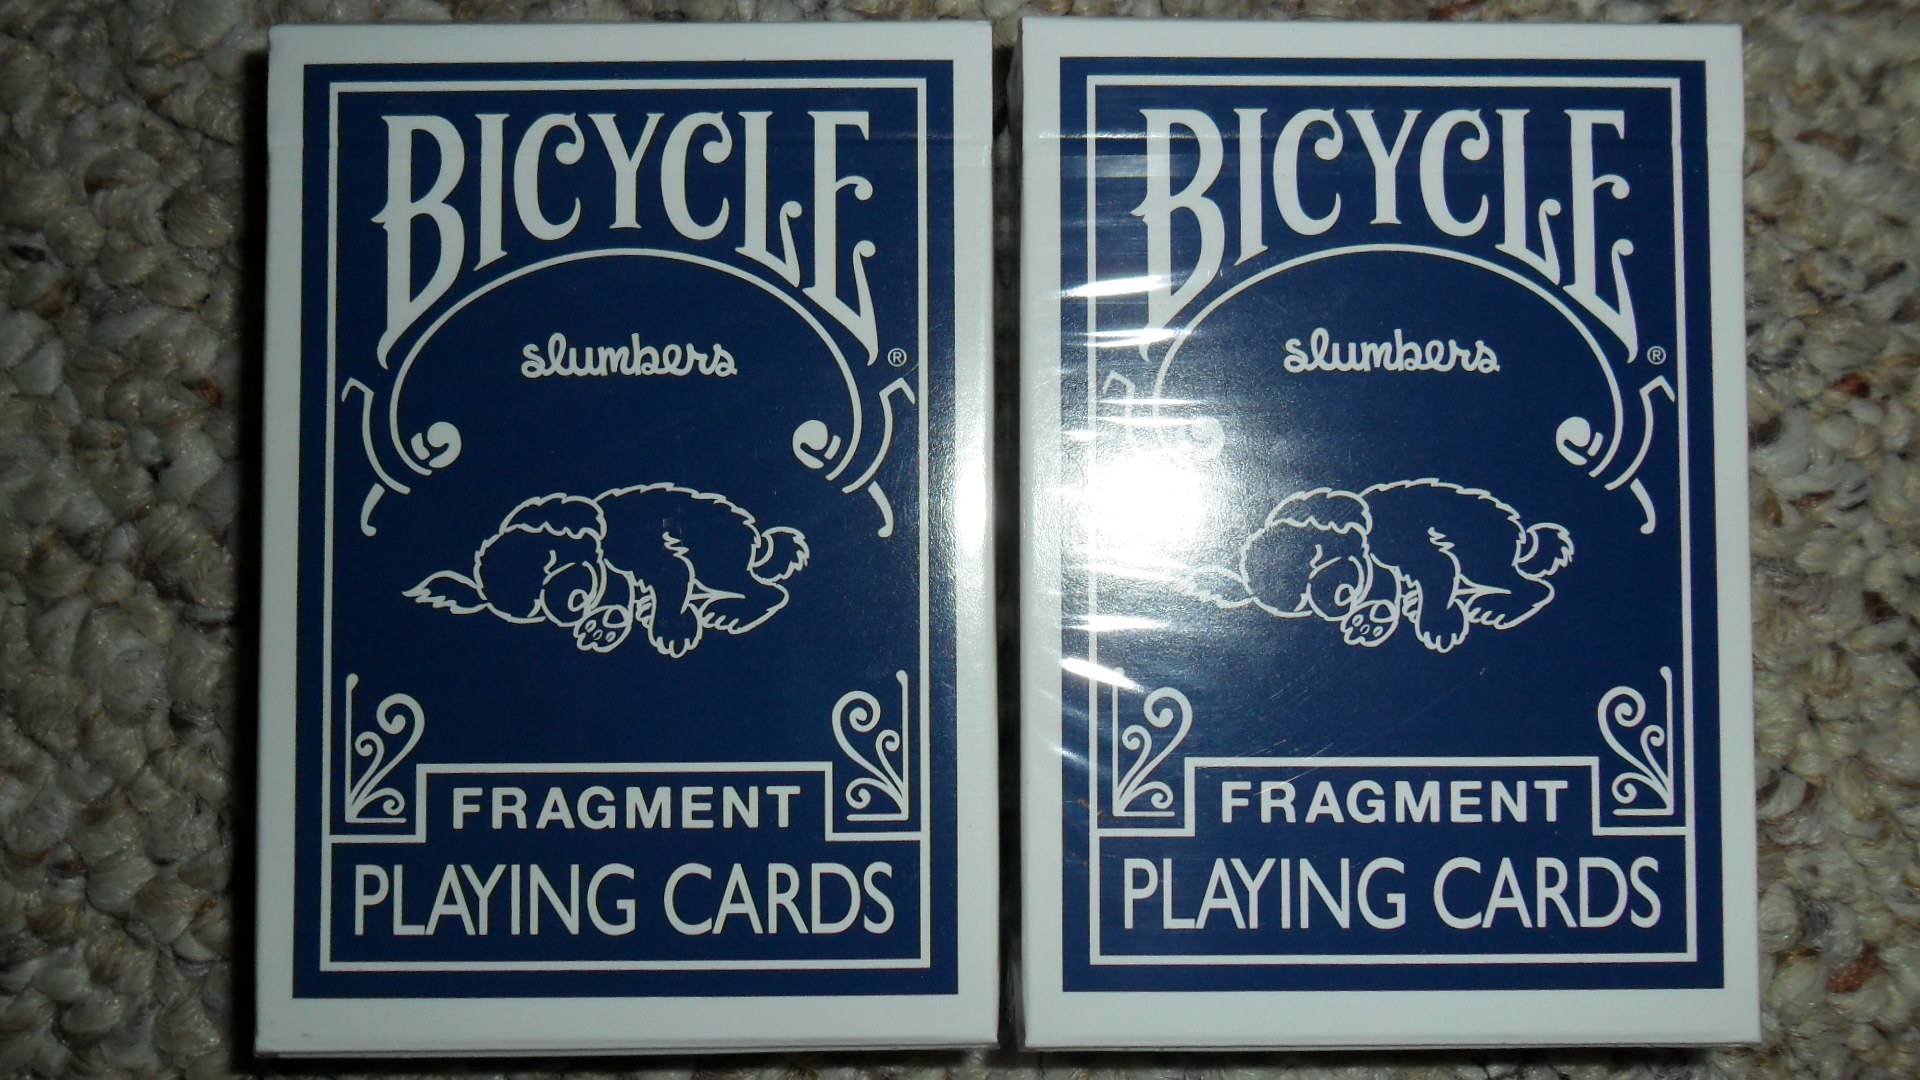 BICYCLE
®
slumbers
FRAGMENT
PLAYING CARDS
BICYCLE
®
slumbers
FRAGMENT
PLAYING CARDS